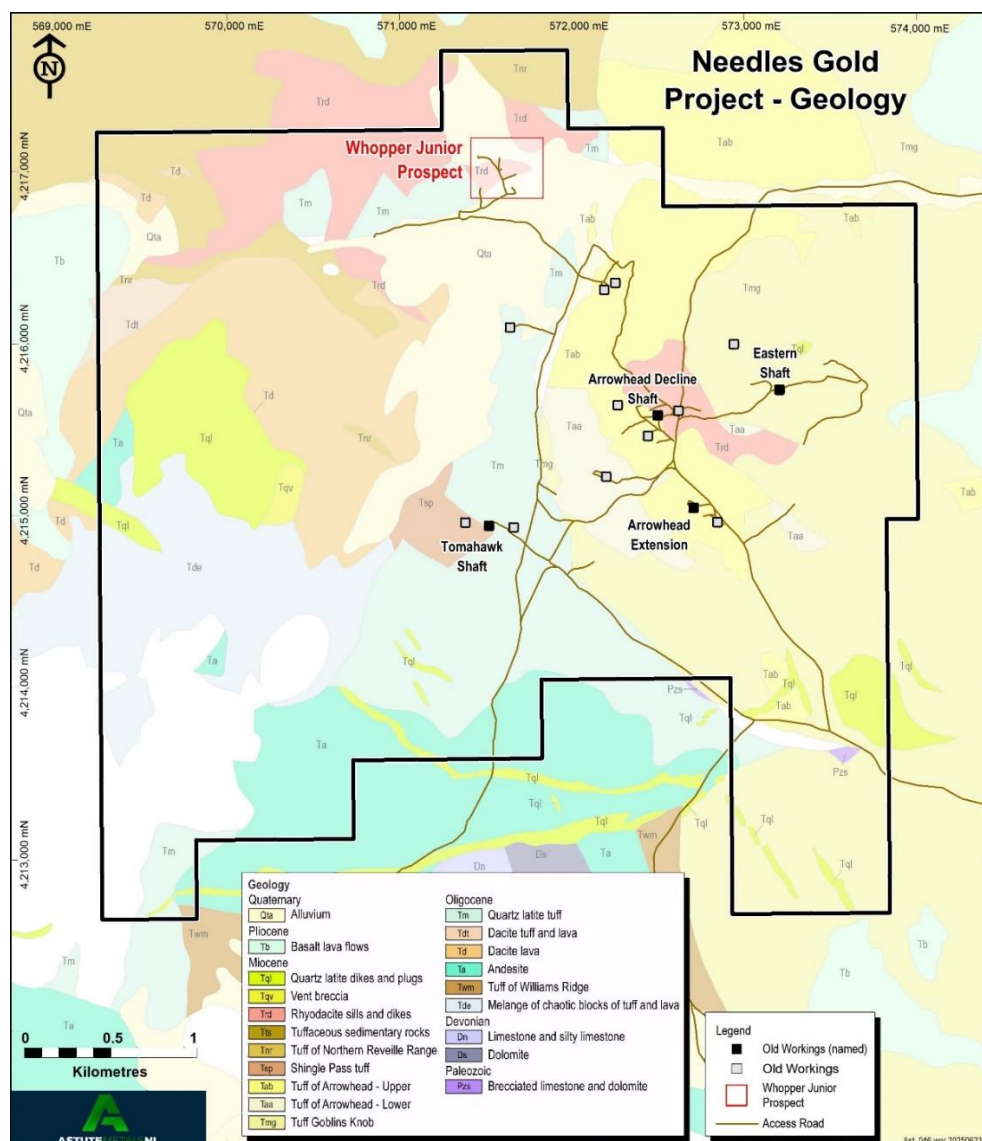 569,000 mE
570,000 mE
571,000 mE
572,000 mE
573,000 mE
574,000 mE
N
Needles Gold
Project - Geology
4,217,000 mN
4,216,000 mN
4,215,000 mN
4,214,000 mN
4,213,000 mN
Tnr
Trd
Trd
Tab
Tmg
Tm
Whopper Junior
Prospect
Trd
Td
Td
Tm
Tm
Tab
Tab
Qta
Qta
Tb
Tm
Tnr
Trd
Tmg
Tdt
Tab
Tql
Eastern
Shaft
Arrowhead Decline
Shaft
Td
Qta
Ta
Tql
Tnr
Taa
Taa
Trd
Tm
Tmg
Tqv
Tsp
Tab
Tql
Td
Tomahawk
Shaft
Arrowhead
Extension
Taa
Td
Tde
Ta
Tql
Pzs
Tab
Tql
Tab
Tql
Tql
Tql
Ta
Pzs
Tql
Tql
Tql
Twm
Tql
Tql
Tql
Tm
Dn
Ds
Ta
Twm
Tm
Ta
Tb
Geology
Quaternary
Qta Alluvium
Pliocene
Tb Basalt lava flows
Miocene
Tql Quartz latite dikes and plugs
Tqv Vent breccia
Trd Rhyodacite sills and dikes
Tts Tuffaceous sedimentary rocks
Tnr Tuff of Northern Reveille Range
Tsp Shingle Pass tuff
Tab Tuff of Arrowhead - Upper
Taa Tuff of Arrowhead - Lower
Tmg Tuff Goblins Knob
Oligocene
Tm Quartz latite tuff
Tdt Dacite tuff and lava
Td Dacite lava
Ta Andesite
Twm Tuff of Williams Ridge
Tde Melange of chaotic blocks of tuff and lava
Devonian
Dn Limestone and silty limestone
Ds Dolomite
Paleozoic
Pzs Brecciated limestone and dolomite
Legend
Old Workings (named)
Old Workings
Whopper Junior
Prospect
Access Road
0 0.5 1
Kilometres